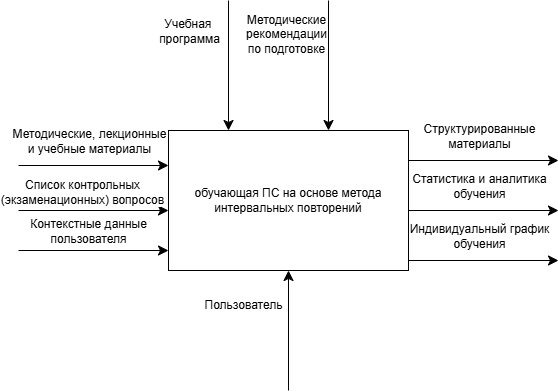 Учебная
программа
Методические
рекомендации
по подготовке
Методические, лекционные
и учебные материалы
Список контрольных
(экзаменационных) вопросов
Контекстные данные
пользователя
обучающая ПС на основе метода
интервальных повторений
Структурированные
материалы
Статистика и аналитика
обучения
Индивидуальный график
обучения
Пользователь